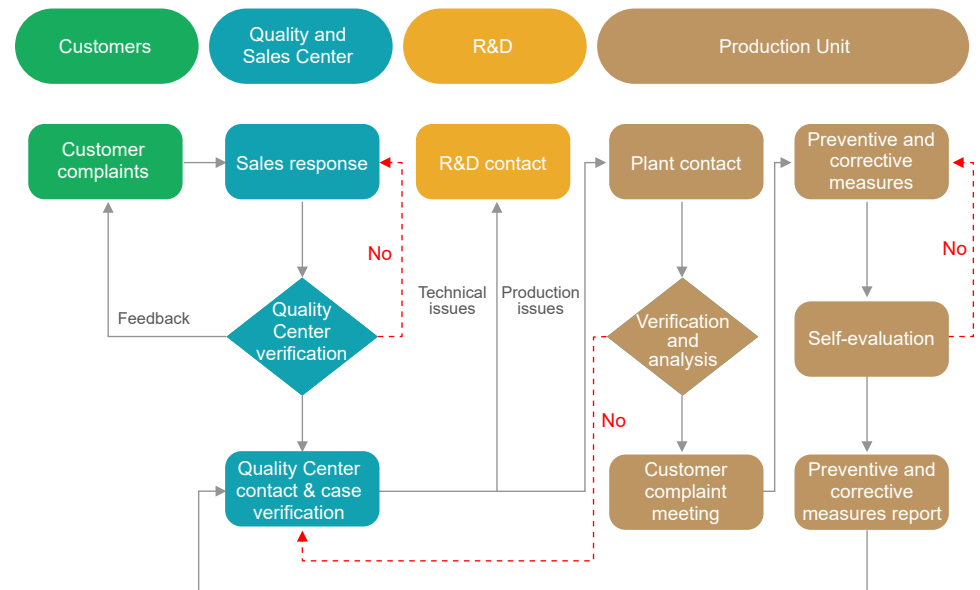 Customers
Quality and
Sales Center
R&D
Production Unit
Customer
complaints
Sales response
R&D contact
Plant contact
Preventive and
corrective
measures
No
No
Feedback
Quality
Center
verification
Technical
issues
Production
issues
Verification
and
analysis
Self-evaluation
No
Quality Center
contact & case
verification
Customer
complaint
meeting
Preventive and
corrective
measures report